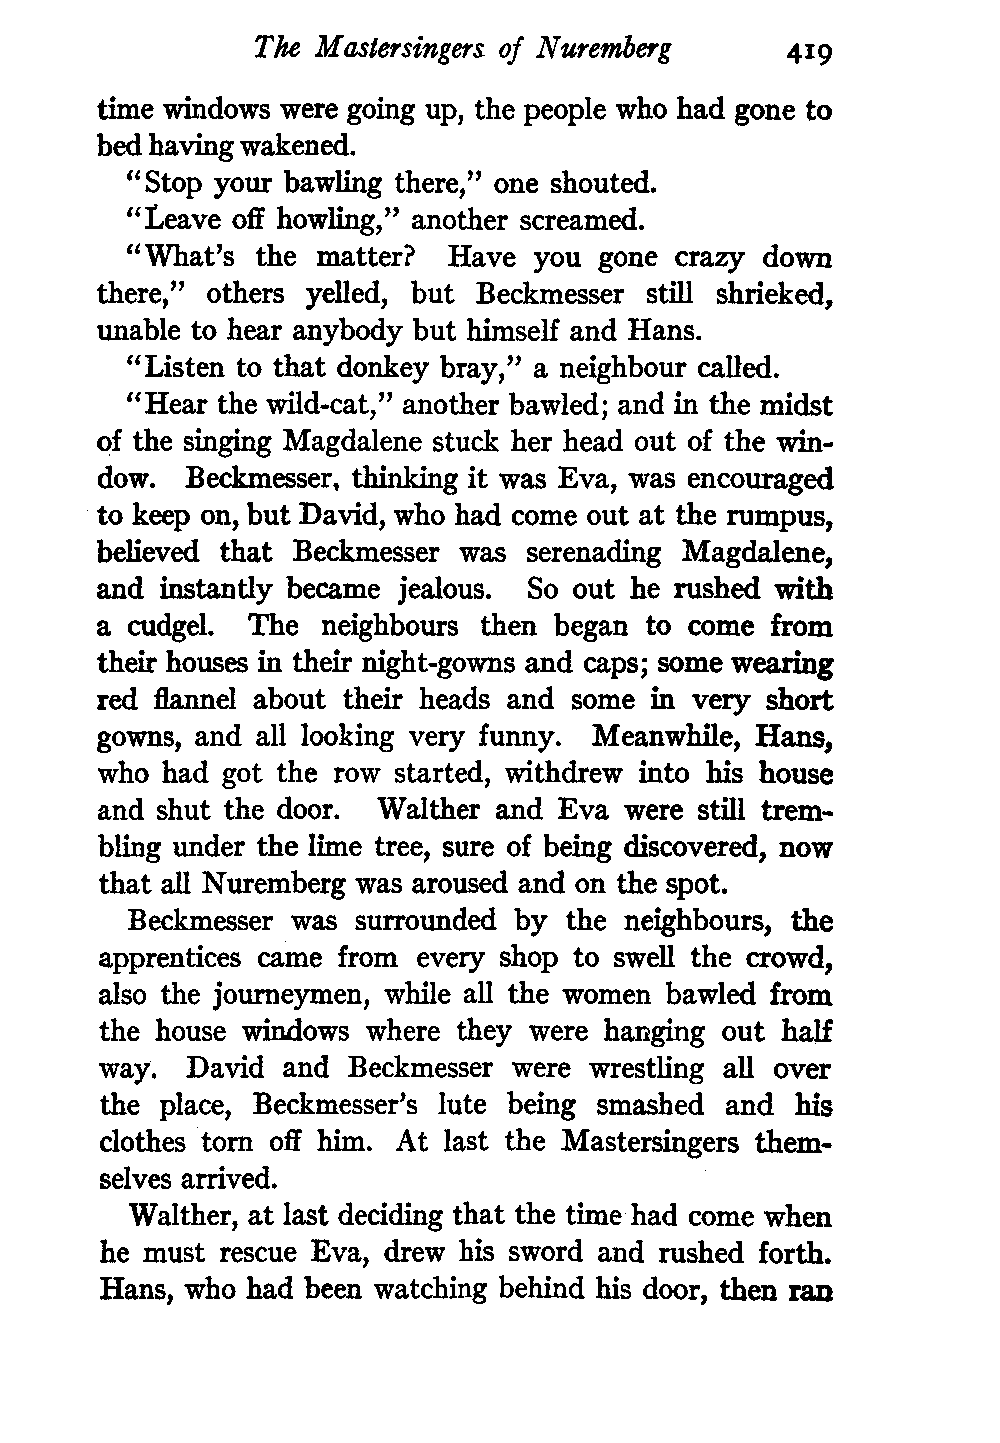 The Mastersingers of Nuremberg 419
time windows were going up, the people who had gone to
bed having wakened.
"Stop your bawling there," one shouted.
"Leave off howling," another screamed.
"What's the matter? Have you gone crazy down
there," others yelled, but Beckmesser still shrieked,
unable to hear anybody but himself and Hans.
"Listen to that donkey bray," a neighbour called.
"Hear the wild-cat," another bawled; and in the midst
of the singing Magdalene stuck her head out of the win-
dow. Beckmesser, thinking it was Eva, was encouraged
to keep on, but David, who had come out at the rumpus,
believed that Beckmesser was serenading Magdalene,
and instantly became jealous. So out he rushed with
a cudgel. The neighbours then began to come from
their houses in their night-gowns and caps; some wearing
red flannel about their heads and some in very short
gowns, and all looking very funny. Meanwhile, Hans,
who had got the row started, withdrew into his house
and shut the door. Walther and Eva were still trem-
bling under the lime tree, sure of being discovered, now
that all Nuremberg was aroused and on the spot.
Beckmesser was surrounded by the neighbours, the
apprentices came from every shop to swell the crowd,
also the journeymen, while all the women bawled from
the house windows where they were hanging out half
way. David and Beckmesser were wrestling all over
the place, Beckmesser's lute being smashed and his
clothes torn off him. At last the Mastersingers them-
selves arrived.
Walther, at last deciding that the time had come when
he must rescue Eva, drew his sword and rushed forth.
Hans, who had been watching behind his door, then ran